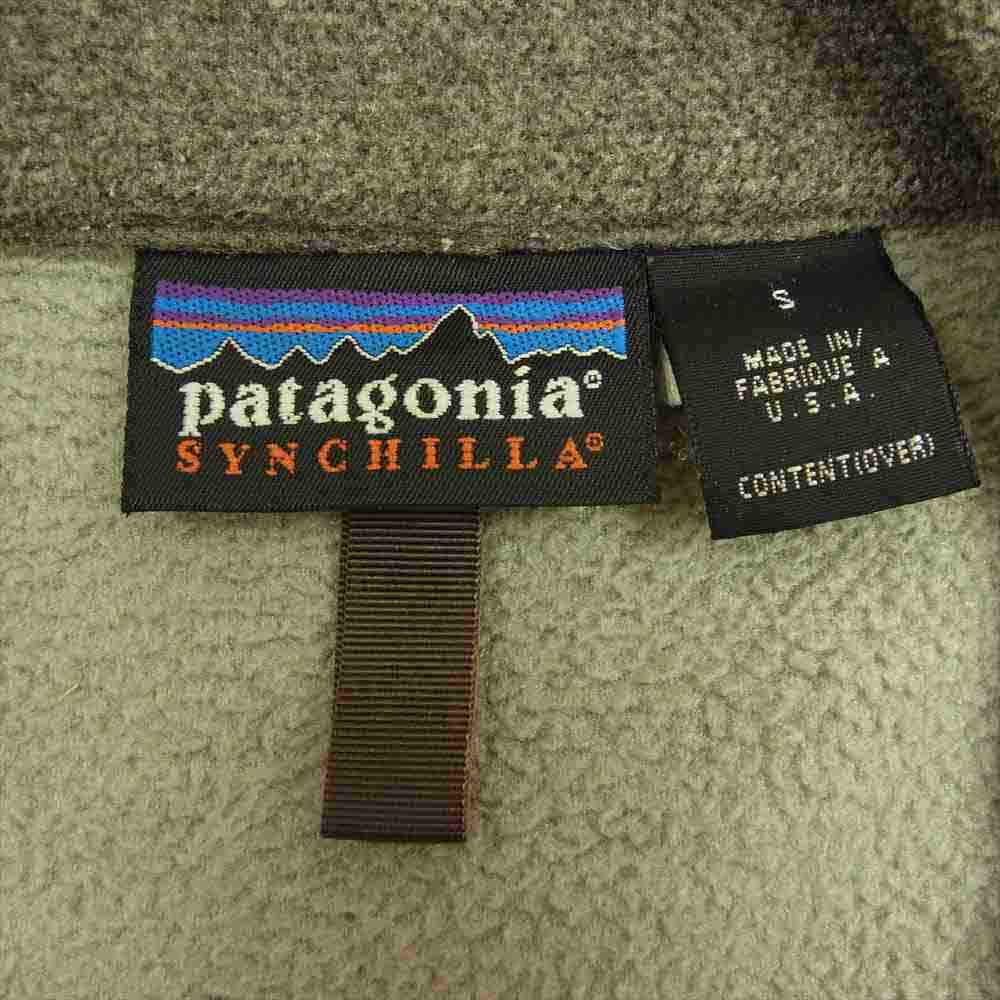 patagonia®
SYNCHILLA®
S
MADE IN/
FABRIQUE A
U.S.A.
CONTENT(OVER)